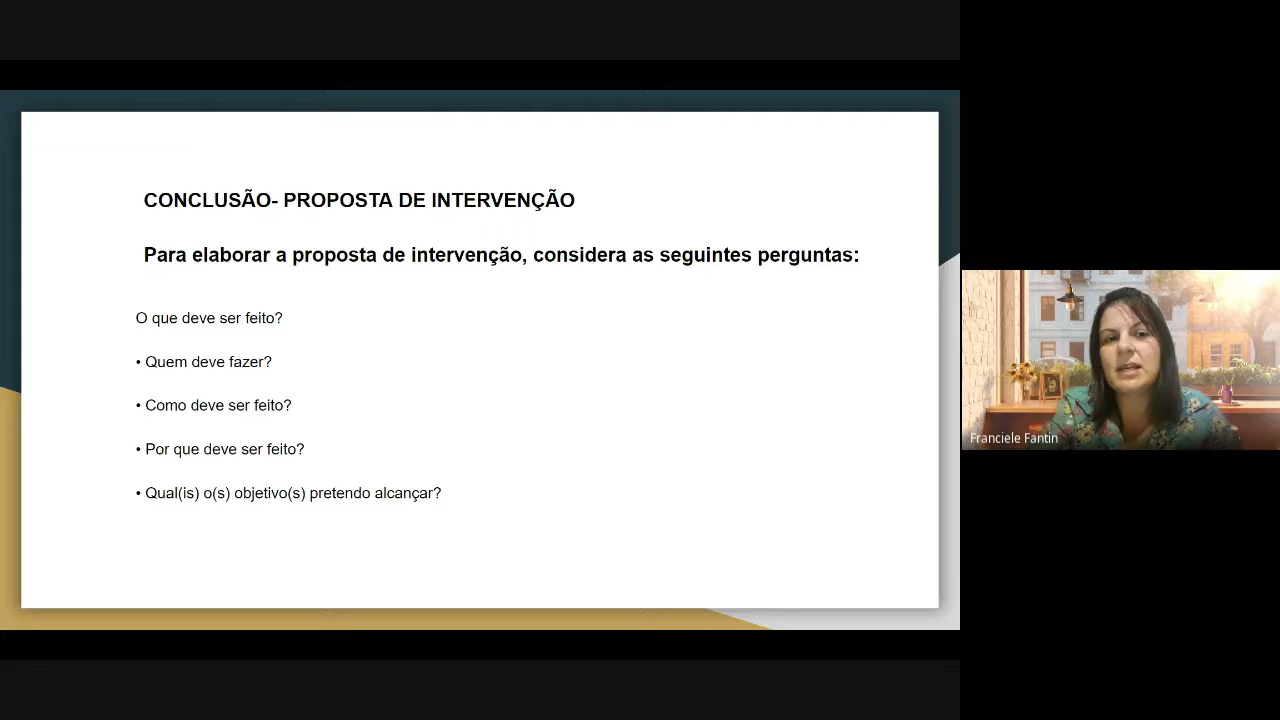 CONCLUSÃO- PROPOSTA DE INTERVENÇÃO
Para elaborar a proposta de intervenção, considera as seguintes perguntas:
O que deve ser feito?
• Quem deve fazer?
• Como deve ser feito?
• Por que deve ser feito?
• Qual(is) o(s) objetivo(s) pretendo alcançar?
Franciele Fantin